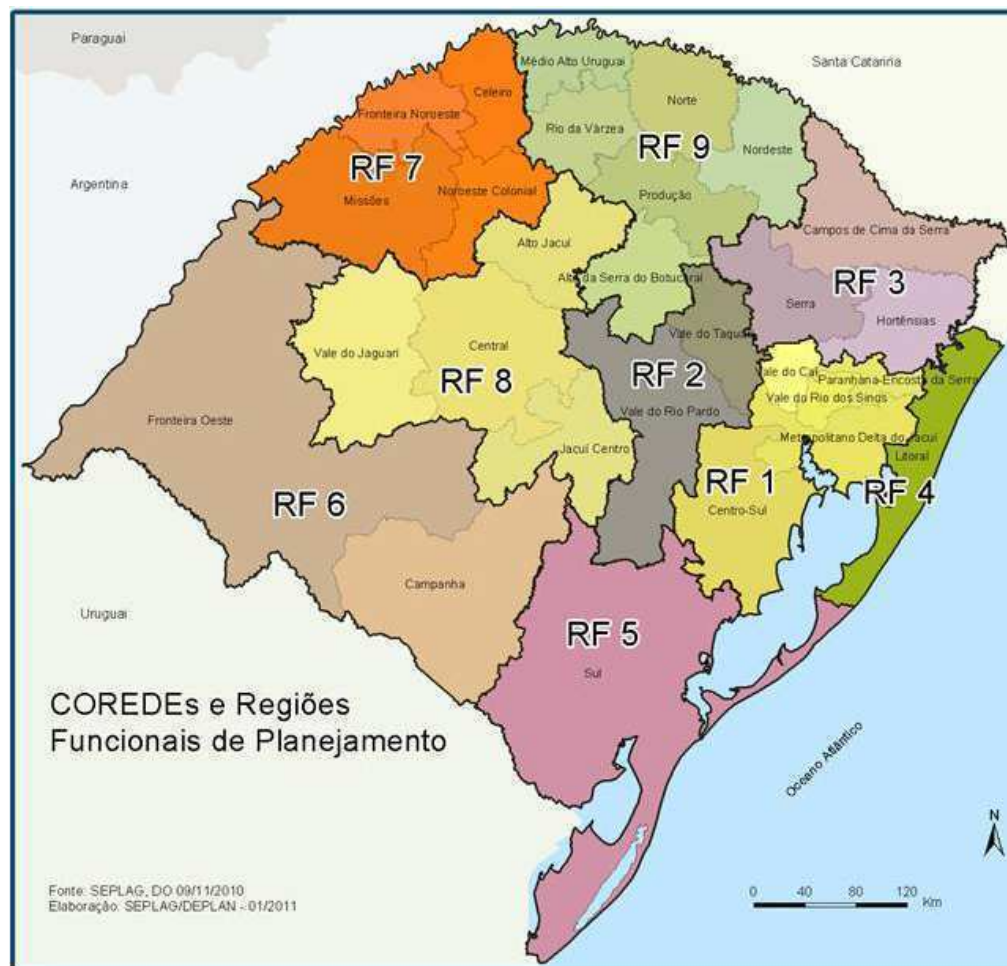 Paraguai
Santa Catarina
Médio Alto Uruguai
Celeiro
Norte
Fronteira Noroeste
Rio da Várzea
RF 9
Nordeste
RF 7
Argentina
Noroeste Colonial
Produção
Missões
Campos de Cima da Serra
Alto Jacuí
Alto da Serra do Botucaraí
RF 3
Serra
Hortênsias
Vale do Taquari
Vale do Jaguari
Central
RF 2
Vale do Caí
Paranhana-Encosta da Serra
RF 8
Vale do Rio dos Sinos
Vale do Rio Pardo
Fronteira Oeste
Metropolitano Delta do Jacuí
Jacuí Centro
Litoral
RF 1
RF 4
RF 6
Centro-Sul
Campanha
Uruguai
RF 5
Sul
COREDEs e Regiões
Funcionais de Planejamento
Oceano Atlântico
N
Fonte: SEPLAG, DO 09/11/2010
Elaboração: SEPLAG/DEPLAN - 01/2011
0 40 80 120
Km